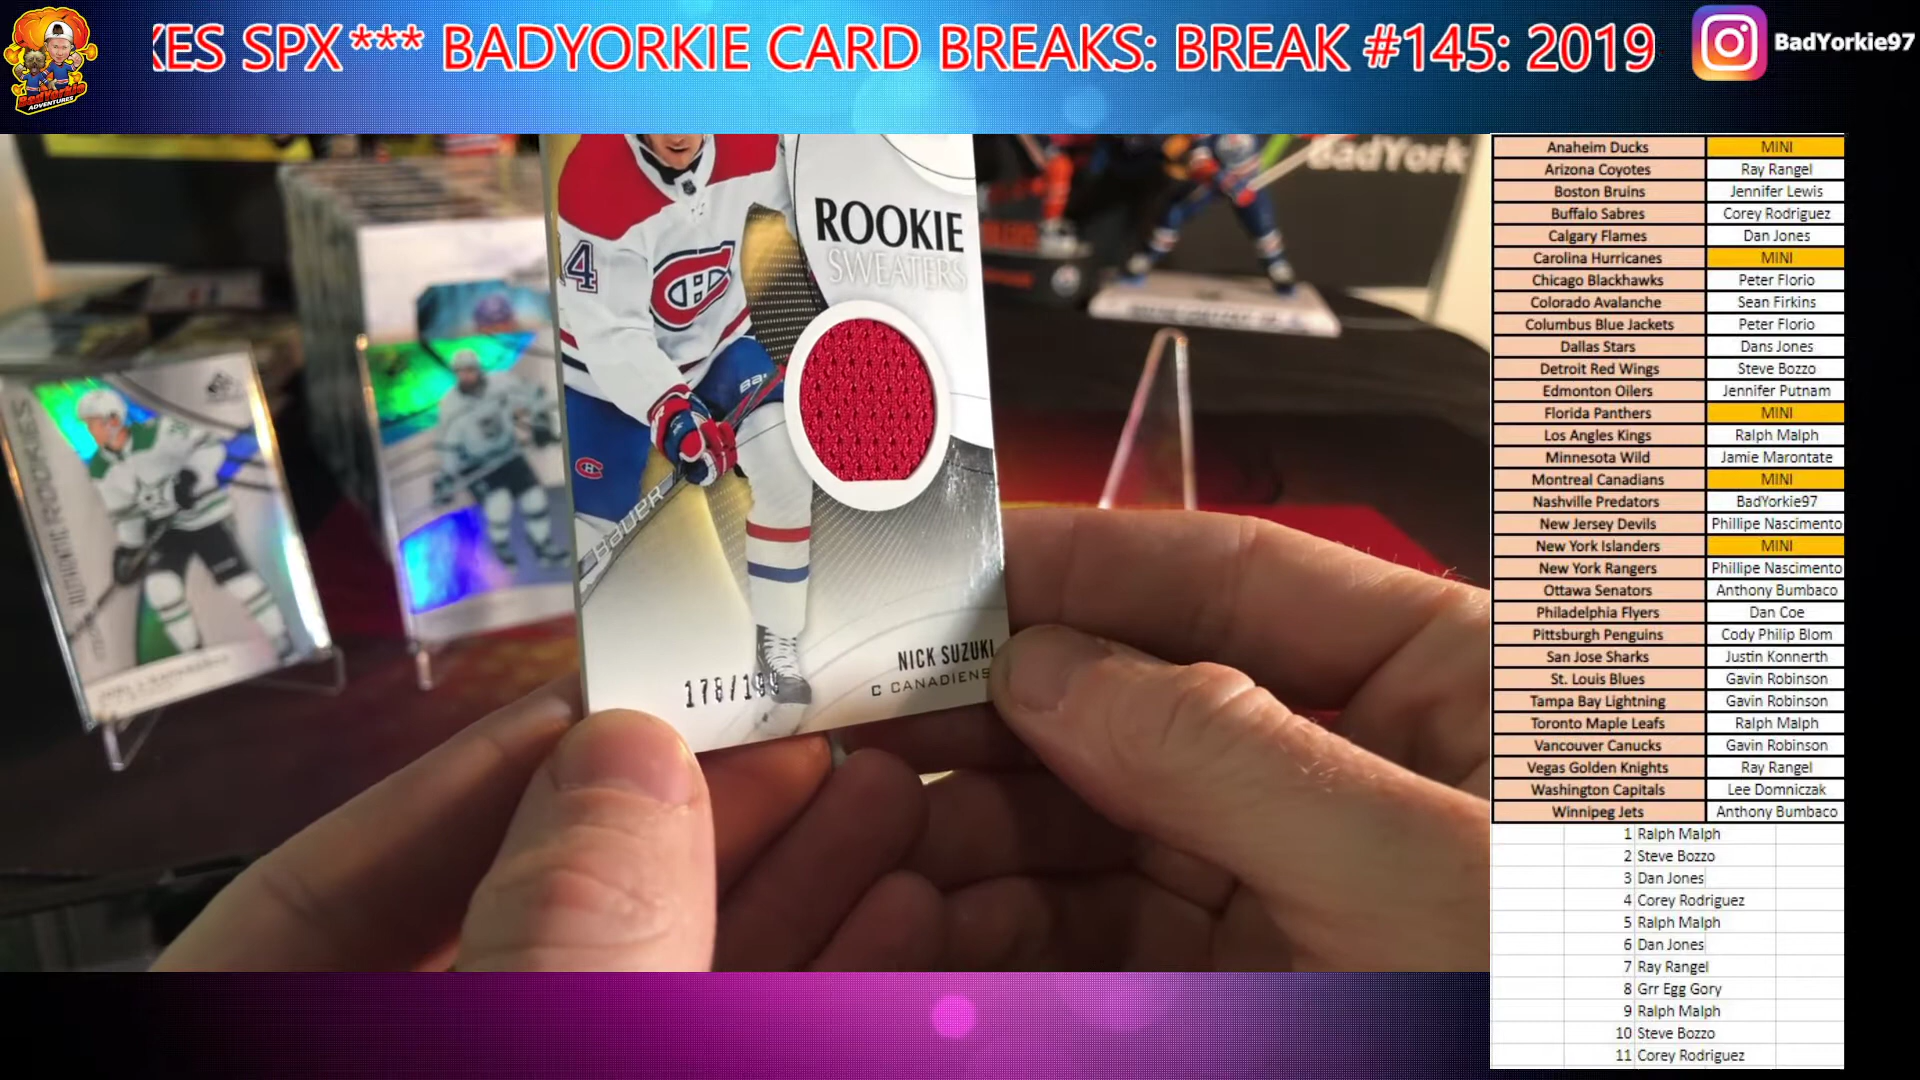 KES SPX*** BADYORKIE CARD BREAKS: BREAK #145: 2019
BadYorkie97
BadYorkie
ADVENTURES
BadYork
ROOKIE
SWEATERS
14
BAUER
NICK SUZUKI
C CANADIENS
178/199
Anaheim Ducks MINI
Arizona Coyotes Ray Rangel
Boston Bruins Jennifer Lewis
Buffalo Sabres Corey Rodriguez
Calgary Flames Dan Jones
Carolina Hurricanes MINI
Chicago Blackhawks Peter Florio
Colorado Avalanche Sean Firkins
Columbus Blue Jackets Peter Florio
Dallas Stars Dans Jones
Detroit Red Wings Steve Bozzo
Edmonton Oilers Jennifer Putnam
Florida Panthers MINI
Los Angles Kings Ralph Malph
Minnesota Wild Jamie Marontate
Montreal Canadians MINI
Nashville Predators BadYorkie97
New Jersey Devils Phillipe Nascimento
New York Islanders MINI
New York Rangers Phillipe Nascimento
Ottawa Senators Anthony Bumbaco
Philadelphia Flyers Dan Coe
Pittsburgh Penguins Cody Philip Blom
San Jose Sharks Justin Konnerth
St. Louis Blues Gavin Robinson
Tampa Bay Lightning Gavin Robinson
Toronto Maple Leafs Ralph Malph
Vancouver Canucks Gavin Robinson
Vegas Golden Knights Ray Rangel
Washington Capitals Lee Domniczak
Winnipeg Jets Anthony Bumbaco
1 Ralph Malph
2 Steve Bozzo
3 Dan Jones
4 Corey Rodriguez
5 Ralph Malph
6 Dan Jones
7 Ray Rangel
8 Grr Egg Gory
9 Ralph Malph
10 Steve Bozzo
11 Corey Rodriguez